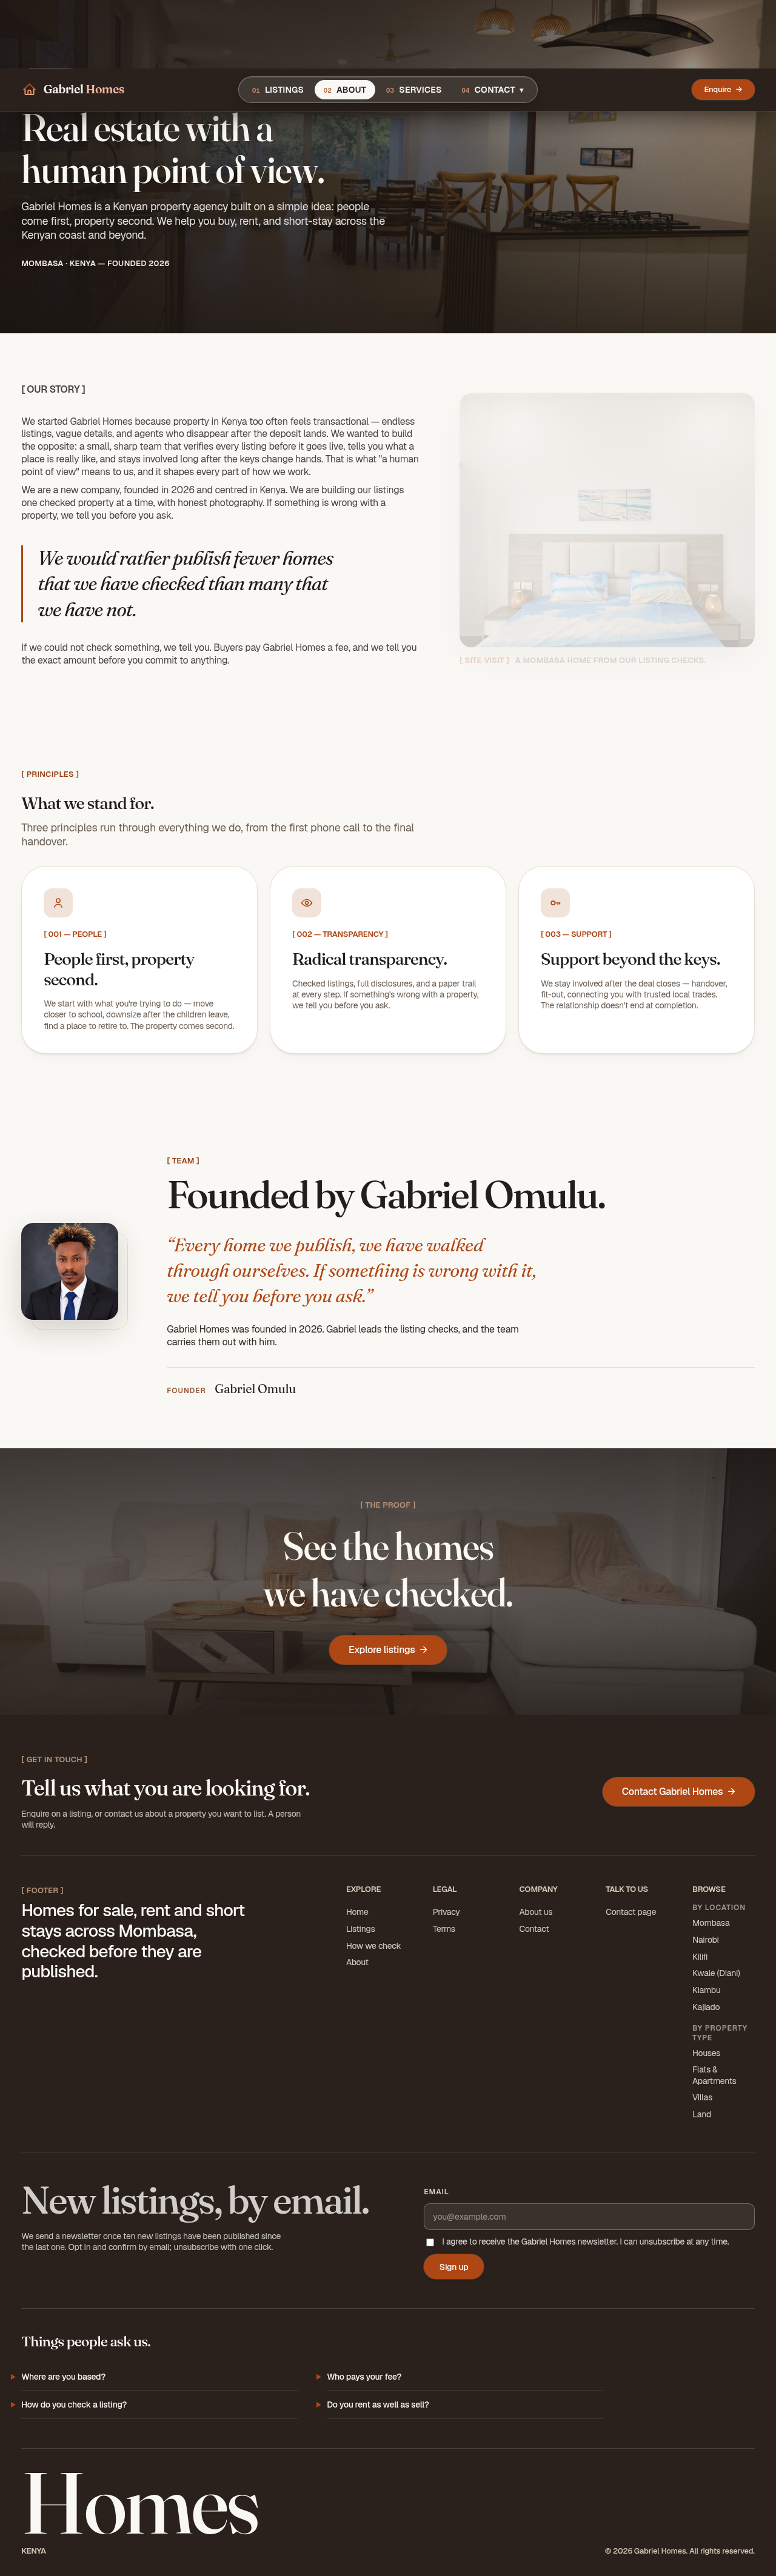 Gabriel Homes
01 LISTINGS
02 ABOUT
03 SERVICES
04 CONTACT ▾
Enquire →
Real estate with a
human point of view.
Gabriel Homes is a Kenyan property agency built on a simple idea: people
come first, property second. We help you buy, rent, and short-stay across the
Kenyan coast and beyond.
MOMBASA · KENYA — FOUNDED 2026
[ OUR STORY ]
We started Gabriel Homes because property in Kenya too often feels transactional — endless
listings, vague details, and agents who disappear after the deposit lands. We wanted to build
the opposite: a small, sharp team that verifies every listing before it goes live, tells you what a
place is really like, and stays involved long after the keys change hands. That is what "a human
point of view" means to us, and it shapes every part of how we work.
We are a new company, founded in 2026 and centred in Kenya. We are building our listings
one checked property at a time, with honest photography. If something is wrong with a
property, we tell you before you ask.
We would rather publish fewer homes
that we have checked than many that
we have not.
If we could not check something, we tell you. Buyers pay Gabriel Homes a fee, and we tell you
the exact amount before you commit to anything.
[ SITE VISIT ] A MOMBASA HOME FROM OUR LISTING CHECKS.
[ PRINCIPLES ]
What we stand for.
Three principles run through everything we do, from the first phone call to the final
handover.
[ 001 — PEOPLE ]
People first, property
second.
We start with what you're trying to do — move
closer to school, downsize after the children leave,
find a place to retire to. The property comes second.
[ 002 — TRANSPARENCY ]
Radical transparency.
Checked listings, full disclosures, and a paper trail
at every step. If something's wrong with a property,
we tell you before you ask.
[ 003 — SUPPORT ]
Support beyond the keys.
We stay involved after the deal closes — handover,
fit-out, connecting you with trusted local trades.
The relationship doesn't end at completion.
[ TEAM ]
Founded by Gabriel Omulu.
“Every home we publish, we have walked
through ourselves. If something is wrong with it,
we tell you before you ask.”
Gabriel Homes was founded in 2026. Gabriel leads the listing checks, and the team
carries them out with him.
FOUNDER Gabriel Omulu
[ THE PROOF ]
See the homes
we have checked.
Explore listings →
[ GET IN TOUCH ]
Tell us what you are looking for.
Enquire on a listing, or contact us about a property you want to list. A person
will reply.
Contact Gabriel Homes →
[ FOOTER ]
Homes for sale, rent and short
stays across Mombasa,
checked before they are
published.
EXPLORE
Home
Listings
How we check
About
LEGAL
Privacy
Terms
COMPANY
About us
Contact
TALK TO US
Contact page
BROWSE
BY LOCATION
Mombasa
Nairobi
Kilifi
Kwale (Diani)
Kiambu
Kajiado
BY PROPERTY
TYPE
Houses
Flats &
Apartments
Villas
Land
New listings, by email.
We send a newsletter once ten new listings have been published since
the last one. Opt in and confirm by email; unsubscribe with one click.
EMAIL
you@example.com
I agree to receive the Gabriel Homes newsletter. I can unsubscribe at any time.
Sign up
Things people ask us.
Where are you based?
Who pays your fee?
How do you check a listing?
Do you rent as well as sell?
Homes
KENYA
© 2026 Gabriel Homes. All rights reserved.